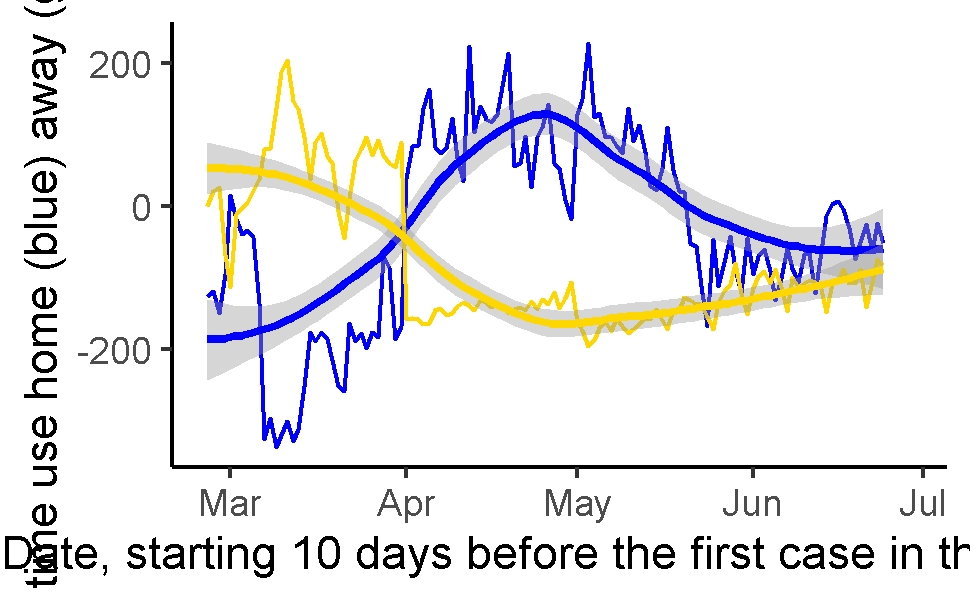 time use home (blue) away (
200
0
-200
Mar Apr May Jun Jul
Date, starting 10 days before the first case in